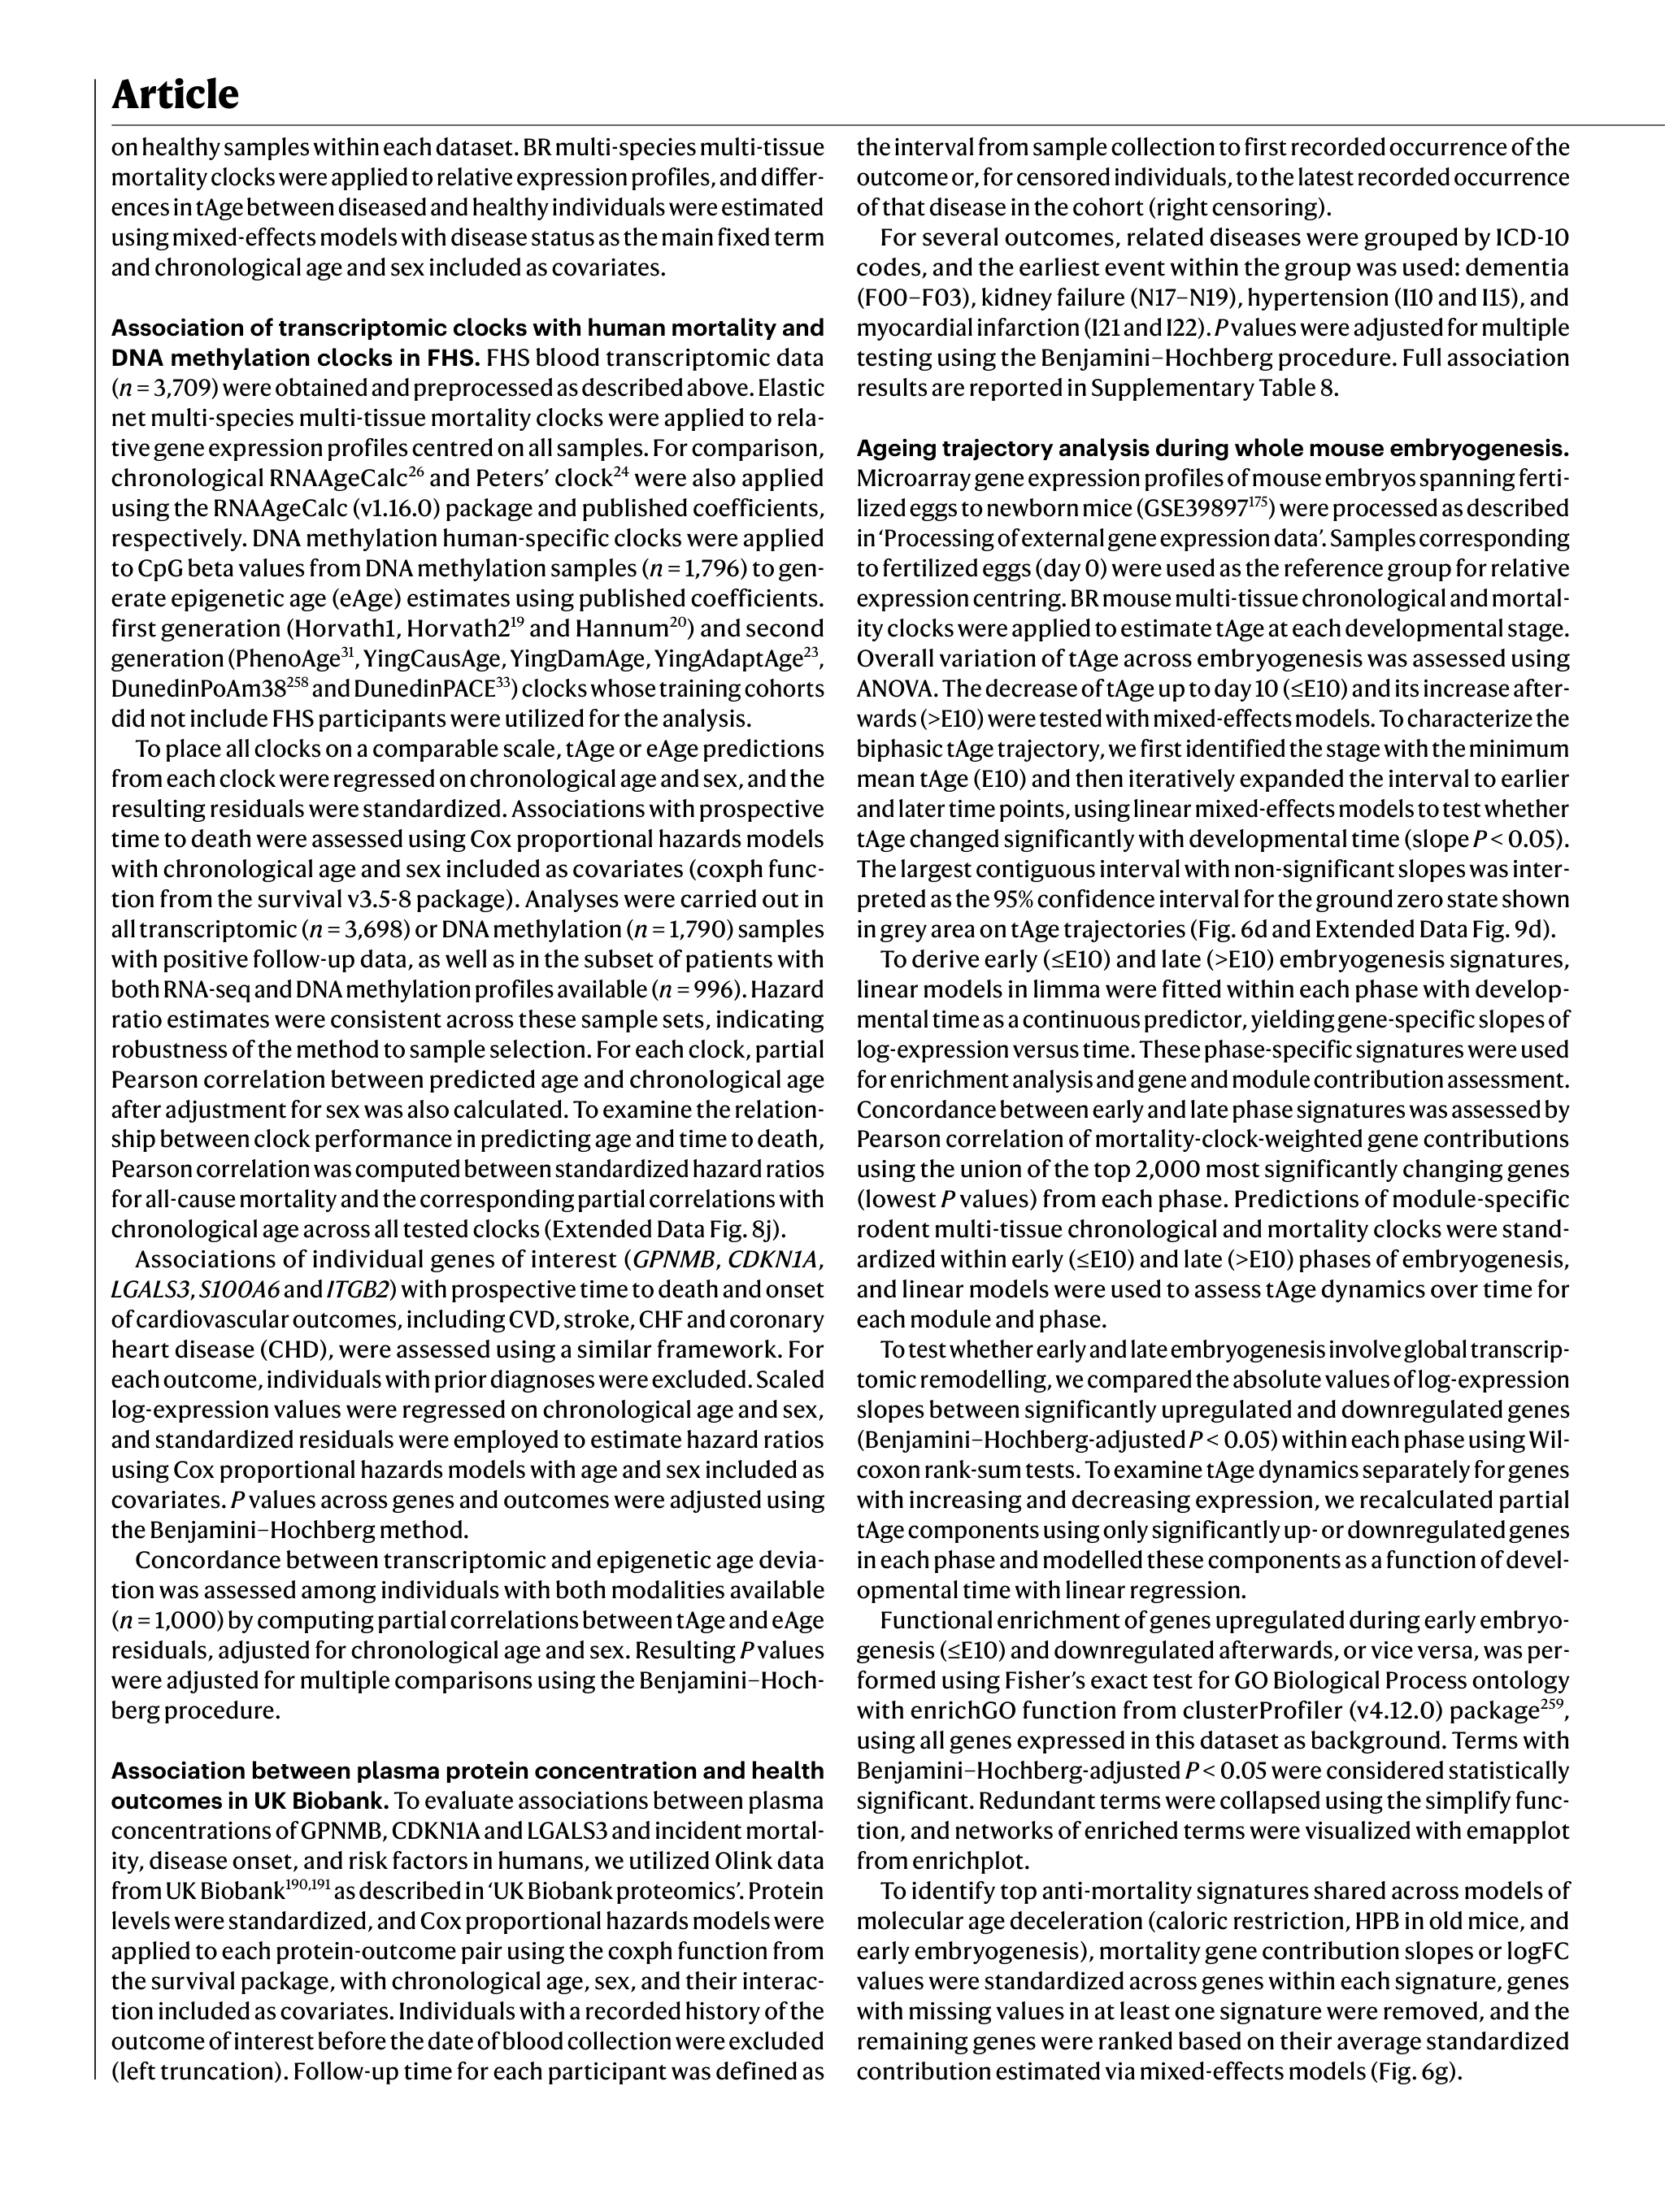 Article
on healthy samples within each dataset. BR multi-species multi-tissue
mortality clocks were applied to relative expression profiles, and differ-
ences in tAge between diseased and healthy individuals were estimated
using mixed-effects models with disease status as the main fixed term
and chronological age and sex included as covariates.
Association of transcriptomic clocks with human mortality and
DNA methylation clocks in FHS. FHS blood transcriptomic data
(n = 3,709) were obtained and preprocessed as described above. Elastic
net multi-species multi-tissue mortality clocks were applied to rela-
tive gene expression profiles centred on all samples. For comparison,
chronological RNAAgeCalc26 and Peters’ clock24 were also applied
using the RNAAgeCalc (v1.16.0) package and published coefficients,
respectively. DNA methylation human-specific clocks were applied
to CpG beta values from DNA methylation samples (n = 1,796) to gen-
erate epigenetic age (eAge) estimates using published coefficients.
first generation (Horvath1, Horvath219 and Hannum20) and second
generation (PhenoAge31, YingCausAge, YingDamAge, YingAdaptAge23,
DunedinPoAm38258 and DunedinPACE33) clocks whose training cohorts
did not include FHS participants were utilized for the analysis.
To place all clocks on a comparable scale, tAge or eAge predictions
from each clock were regressed on chronological age and sex, and the
resulting residuals were standardized. Associations with prospective
time to death were assessed using Cox proportional hazards models
with chronological age and sex included as covariates (coxph func-
tion from the survival v3.5-8 package). Analyses were carried out in
all transcriptomic (n = 3,698) or DNA methylation (n = 1,790) samples
with positive follow-up data, as well as in the subset of patients with
both RNA-seq and DNA methylation profiles available (n = 996). Hazard
ratio estimates were consistent across these sample sets, indicating
robustness of the method to sample selection. For each clock, partial
Pearson correlation between predicted age and chronological age
after adjustment for sex was also calculated. To examine the relation-
ship between clock performance in predicting age and time to death,
Pearson correlation was computed between standardized hazard ratios
for all-cause mortality and the corresponding partial correlations with
chronological age across all tested clocks (Extended Data Fig. 8j).
Associations of individual genes of interest (GPNMB, CDKN1A,
LGALS3, S100A6 and ITGB2) with prospective time to death and onset
of cardiovascular outcomes, including CVD, stroke, CHF and coronary
heart disease (CHD), were assessed using a similar framework. For
each outcome, individuals with prior diagnoses were excluded. Scaled
log-expression values were regressed on chronological age and sex,
and standardized residuals were employed to estimate hazard ratios
using Cox proportional hazards models with age and sex included as
covariates. P values across genes and outcomes were adjusted using
the Benjamini–Hochberg method.
Concordance between transcriptomic and epigenetic age devia-
tion was assessed among individuals with both modalities available
(n = 1,000) by computing partial correlations between tAge and eAge
residuals, adjusted for chronological age and sex. Resulting P values
were adjusted for multiple comparisons using the Benjamini–Hoch-
berg procedure.
Association between plasma protein concentration and health
outcomes in UK Biobank. To evaluate associations between plasma
concentrations of GPNMB, CDKN1A and LGALS3 and incident mortal-
ity, disease onset, and risk factors in humans, we utilized Olink data
from UK Biobank190,191 as described in ‘UK Biobank proteomics’. Protein
levels were standardized, and Cox proportional hazards models were
applied to each protein-outcome pair using the coxph function from
the survival package, with chronological age, sex, and their interac-
tion included as covariates. Individuals with a recorded history of the
outcome of interest before the date of blood collection were excluded
(left truncation). Follow-up time for each participant was defined as
the interval from sample collection to first recorded occurrence of the
outcome or, for censored individuals, to the latest recorded occurrence
of that disease in the cohort (right censoring).
For several outcomes, related diseases were grouped by ICD-10
codes, and the earliest event within the group was used: dementia
(F00–F03), kidney failure (N17–N19), hypertension (I10 and I15), and
myocardial infarction (I21 and I22). P values were adjusted for multiple
testing using the Benjamini–Hochberg procedure. Full association
results are reported in Supplementary Table 8.
Ageing trajectory analysis during whole mouse embryogenesis.
Microarray gene expression profiles of mouse embryos spanning ferti-
lized eggs to newborn mice (GSE39897175) were processed as described
in ‘Processing of external gene expression data’. Samples corresponding
to fertilized eggs (day 0) were used as the reference group for relative
expression centring. BR mouse multi-tissue chronological and mortal-
ity clocks were applied to estimate tAge at each developmental stage.
Overall variation of tAge across embryogenesis was assessed using
ANOVA. The decrease of tAge up to day 10 (≤E10) and its increase after-
wards (>E10) were tested with mixed-effects models. To characterize the
biphasic tAge trajectory, we first identified the stage with the minimum
mean tAge (E10) and then iteratively expanded the interval to earlier
and later time points, using linear mixed-effects models to test whether
tAge changed significantly with developmental time (slope P < 0.05).
The largest contiguous interval with non-significant slopes was inter-
preted as the 95% confidence interval for the ground zero state shown
in grey area on tAge trajectories (Fig. 6d and Extended Data Fig. 9d).
To derive early (≤E10) and late (>E10) embryogenesis signatures,
linear models in limma were fitted within each phase with develop-
mental time as a continuous predictor, yielding gene-specific slopes of
log-expression versus time. These phase-specific signatures were used
for enrichment analysis and gene and module contribution assessment.
Concordance between early and late phase signatures was assessed by
Pearson correlation of mortality-clock-weighted gene contributions
using the union of the top 2,000 most significantly changing genes
(lowest P values) from each phase. Predictions of module-specific
rodent multi-tissue chronological and mortality clocks were stand-
ardized within early (≤E10) and late (>E10) phases of embryogenesis,
and linear models were used to assess tAge dynamics over time for
each module and phase.
To test whether early and late embryogenesis involve global transcrip-
tomic remodelling, we compared the absolute values of log-expression
slopes between significantly upregulated and downregulated genes
(Benjamini–Hochberg-adjusted P < 0.05) within each phase using Wil-
coxon rank-sum tests. To examine tAge dynamics separately for genes
with increasing and decreasing expression, we recalculated partial
tAge components using only significantly up- or downregulated genes
in each phase and modelled these components as a function of devel-
opmental time with linear regression.
Functional enrichment of genes upregulated during early embryo-
genesis (≤E10) and downregulated afterwards, or vice versa, was per-
formed using Fisher’s exact test for GO Biological Process ontology
with enrichGO function from clusterProfiler (v4.12.0) package259,
using all genes expressed in this dataset as background. Terms with
Benjamini–Hochberg-adjusted P < 0.05 were considered statistically
significant. Redundant terms were collapsed using the simplify func-
tion, and networks of enriched terms were visualized with emapplot
from enrichplot.
To identify top anti-mortality signatures shared across models of
molecular age deceleration (caloric restriction, HPB in old mice, and
early embryogenesis), mortality gene contribution slopes or logFC
values were standardized across genes within each signature, genes
with missing values in at least one signature were removed, and the
remaining genes were ranked based on their average standardized
contribution estimated via mixed-effects models (Fig. 6g).